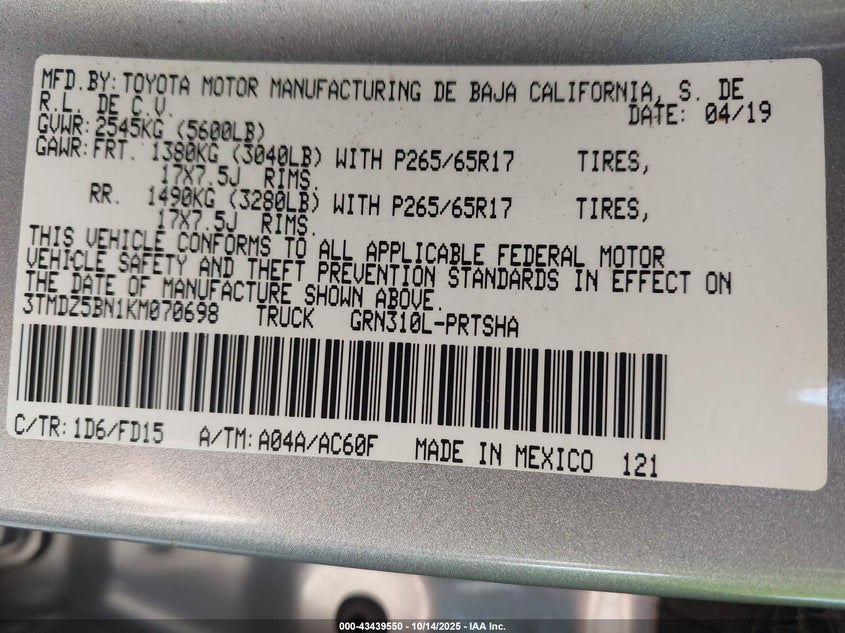 MFD.BY: TOYOTA MOTOR MANUFACTURING DE BAJA CALIFORNIA, S. DE
R.L. DE C.V. DATE: 04/19
GVWR: 2545KG (5600LB)
GAWR: FRT. 1380KG (3040LB) WITH P265/65R17 TIRES,
17X7.5J RIMS.
RR. 1490KG (3280LB) WITH P265/65R17 TIRES,
17X7.5J RIMS.
THIS VEHICLE CONFORMS TO ALL APPLICABLE FEDERAL MOTOR
VEHICLE SAFETY AND THEFT PREVENTION STANDARDS IN EFFECT ON
THE DATE OF MANUFACTURE SHOWN ABOVE.
3TMDZ5BN1KM070698 TRUCK GRN310L-PRTSHA
C/TR: 1D6/FD15 A/TM: A04A/AC60F MADE IN MEXICO 121
000-43439550 - 10/14/2025 - IAA Inc.